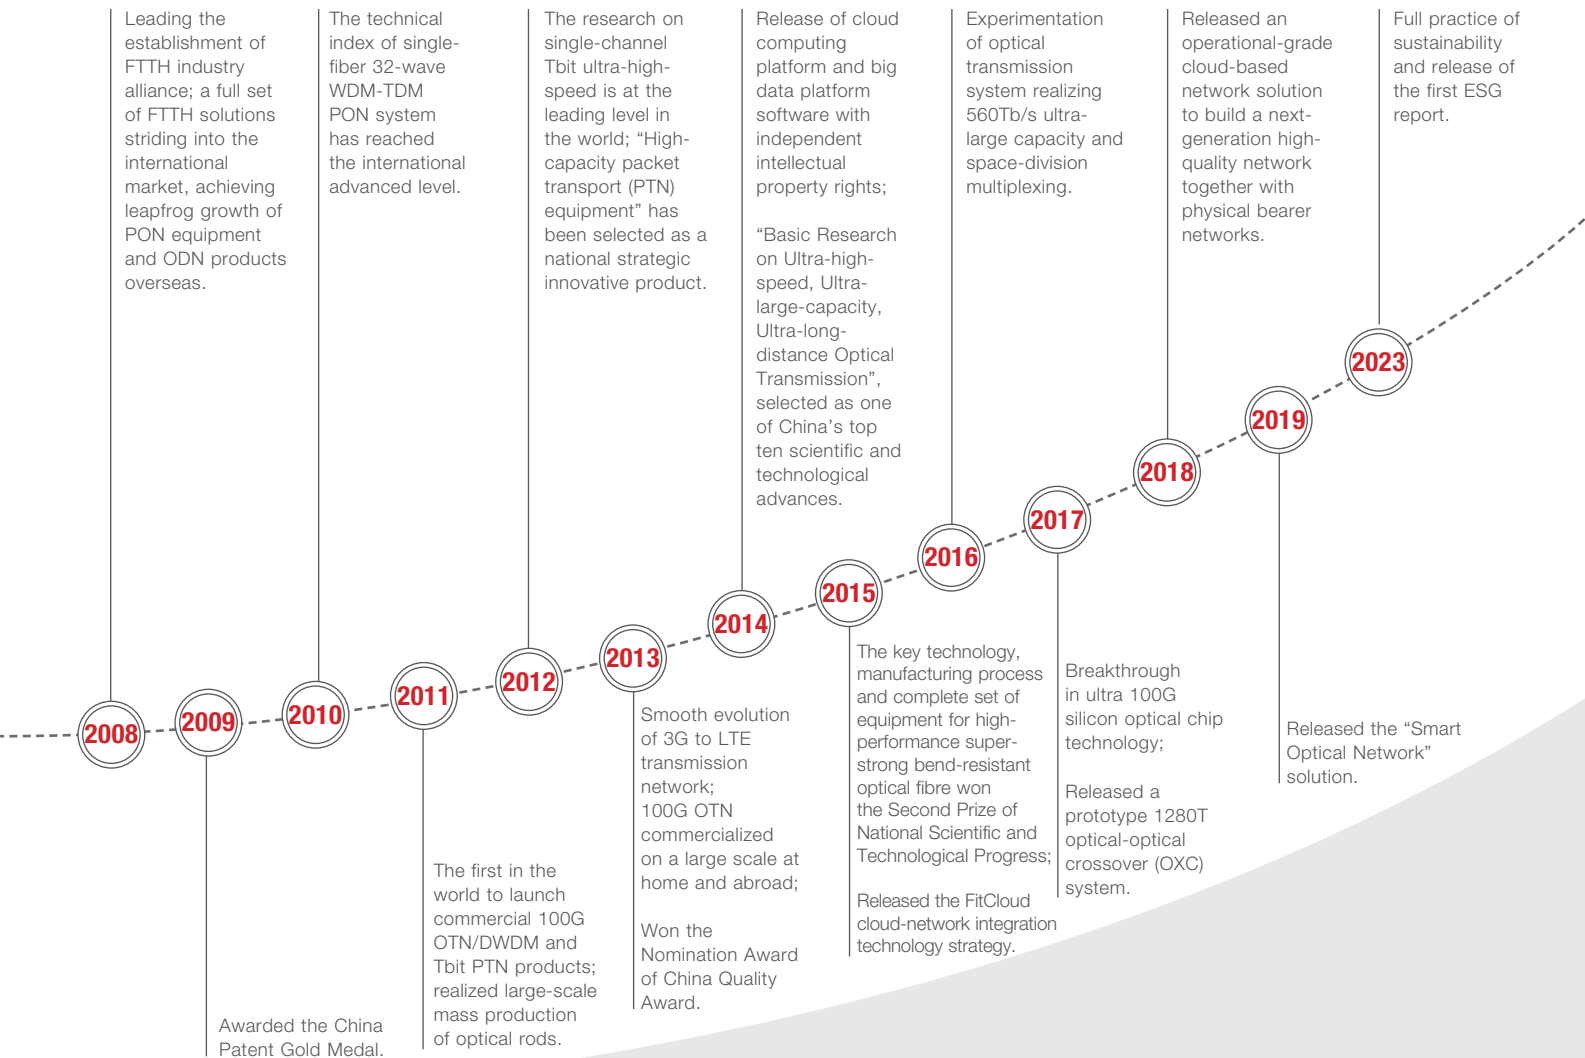 Leading the
establishment of
FTTH industry
alliance; a full set
of FTTH solutions
striding into the
international
market, achieving
leapfrog growth of
PON equipment
and ODN products
overseas.
2008
2009
Awarded the China
Patent Gold Medal.
The technical
index of single-
fiber 32-wave
WDM-TDM
PON system
has reached
the international
advanced level.
2010
2011
The first in the
world to launch
commercial 100G
OTN/DWDM and
Tbit PTN products;
realized large-scale
mass production
of optical rods.
The research on
single-channel
Tbit ultra-high-
speed is at the
leading level in
the world; “High-
capacity packet
transport (PTN)
equipment” has
been selected as a
national strategic
innovative product.
2012
2013
Smooth evolution
of 3G to LTE
transmission
network;
100G OTN
commercialized
on a large scale at
home and abroad;
Won the
Nomination Award
of China Quality
Award.
Release of cloud
computing
platform and big
data platform
software with
independent
intellectual
property rights;
“Basic Research
on Ultra-high-
speed, Ultra-
large-capacity,
Ultra-long-
distance Optical
Transmission”,
selected as one
of China’s top
ten scientific and
technological
advances.
2014
2015
The key technology,
manufacturing process
and complete set of
equipment for high-
performance super-
strong bend-resistant
optical fibre won
the Second Prize of
National Scientific and
Technological Progress;
Released the FitCloud
cloud-network integration
technology strategy.
Experimentation
of optical
transmission
system realizing
560Tb/s ultra-
large capacity and
space-division
multiplexing.
2016
2017
Breakthrough
in ultra 100G
silicon optical chip
technology;
Released a
prototype 1280T
optical-optical
crossover (OXC)
system.
Released an
operational-grade
cloud-based
network solution
to build a next-
generation high-
quality network
together with
physical bearer
networks.
2018
2019
Released the “Smart
Optical Network”
solution.
Full practice of
sustainability
and release of
the first ESG
report.
2023